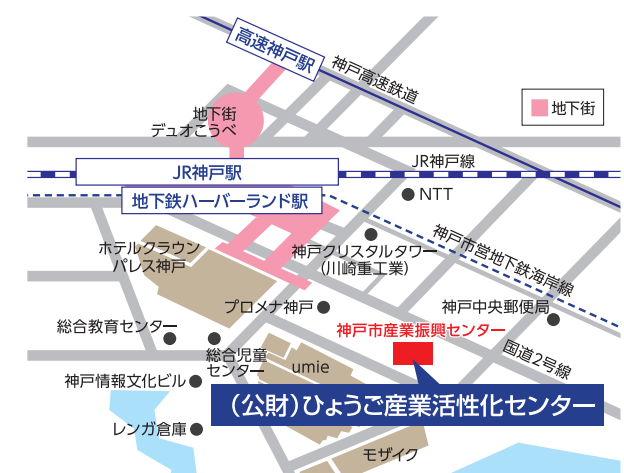 高速神戸駅
神戸高速鉄道
地下街
デュオこうべ
地下街
JR神戸線
JR神戸駅
NTT
地下鉄ハーバーランド駅
神戸市営地下鉄海岸線
ホテルクラウン
パレス神戸
神戸クリスタルタワー
(川崎重工業)
プロメナ神戸
神戸中央郵便局
総合教育センター
神戸市産業振興センター
総合児童
センター
国道2号線
umie
神戸情報文化ビル
(公財)ひょうご産業活性化センター
レンガ倉庫
モザイク